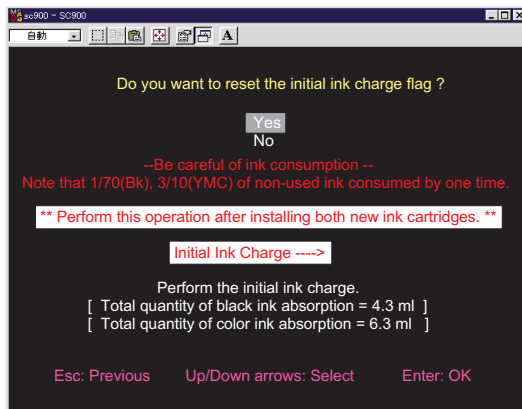 sc900 - SC900
自動
A
Do you want to reset the initial ink charge flag ?
Yes
No
--Be careful of ink consumption --
Note that 1/70(Bk), 3/10(YMC) of non-used ink consumed by one time.
** Perform this operation after installing both new ink cartridges. **
Initial Ink Charge ---->
Perform the initial ink charge.
[ Total quantity of black ink absorption = 4.3 ml ]
[ Total quantity of color ink absorption = 6.3 ml ]
Esc: Previous Up/Down arrows: Select Enter: OK